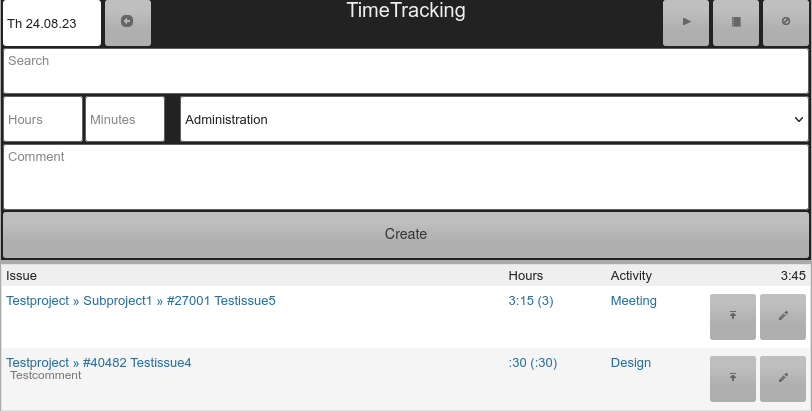 Th 24.08.23
TimeTracking
Search
Hours Minutes Administration
Comment
Create
Issue Hours Activity 3:45
Testproject » Subproject1 » #27001 Testissue5 3:15 (3) Meeting
Testproject » #40482 Testissue4 :30 (:30) Design
Testcomment